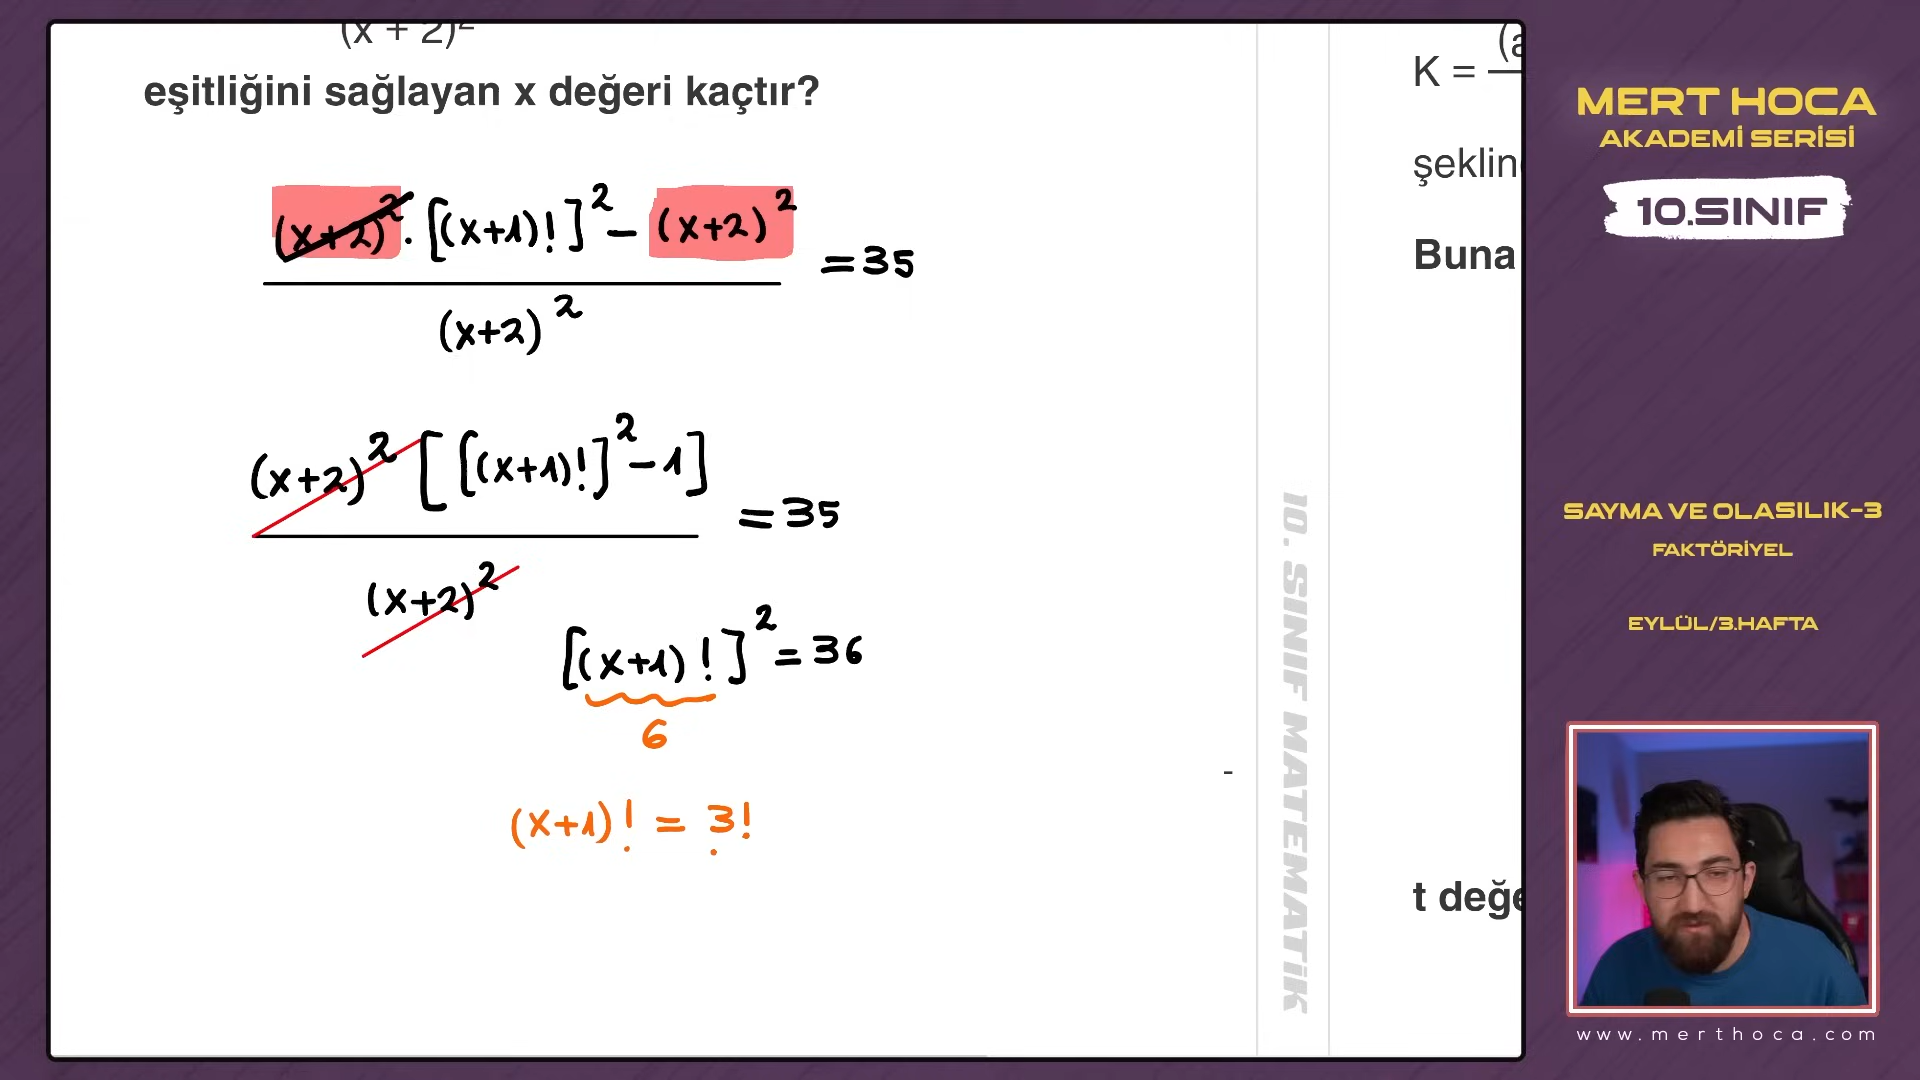 (x + 2)²
eşitliğini sağlayan x değeri kaçtır?
(x+2)² . [(x+1)!]² - (x+2)²
= 35
(x+2)²
(x+2)² [[(x+1)!]² - 1]
= 35
(x+2)²
[(x+1)!]² = 36
6
(x+1)! = 3!
-
10. SINIF MATEMATİK
K =
Buna
MERT HOCA
AKADEMİ SERİSİ
10.SINIF
SAYMA VE OLASILIK-3
FAKTÖRİYEL
EYLÜL/3.HAFTA
www.merthoca.com